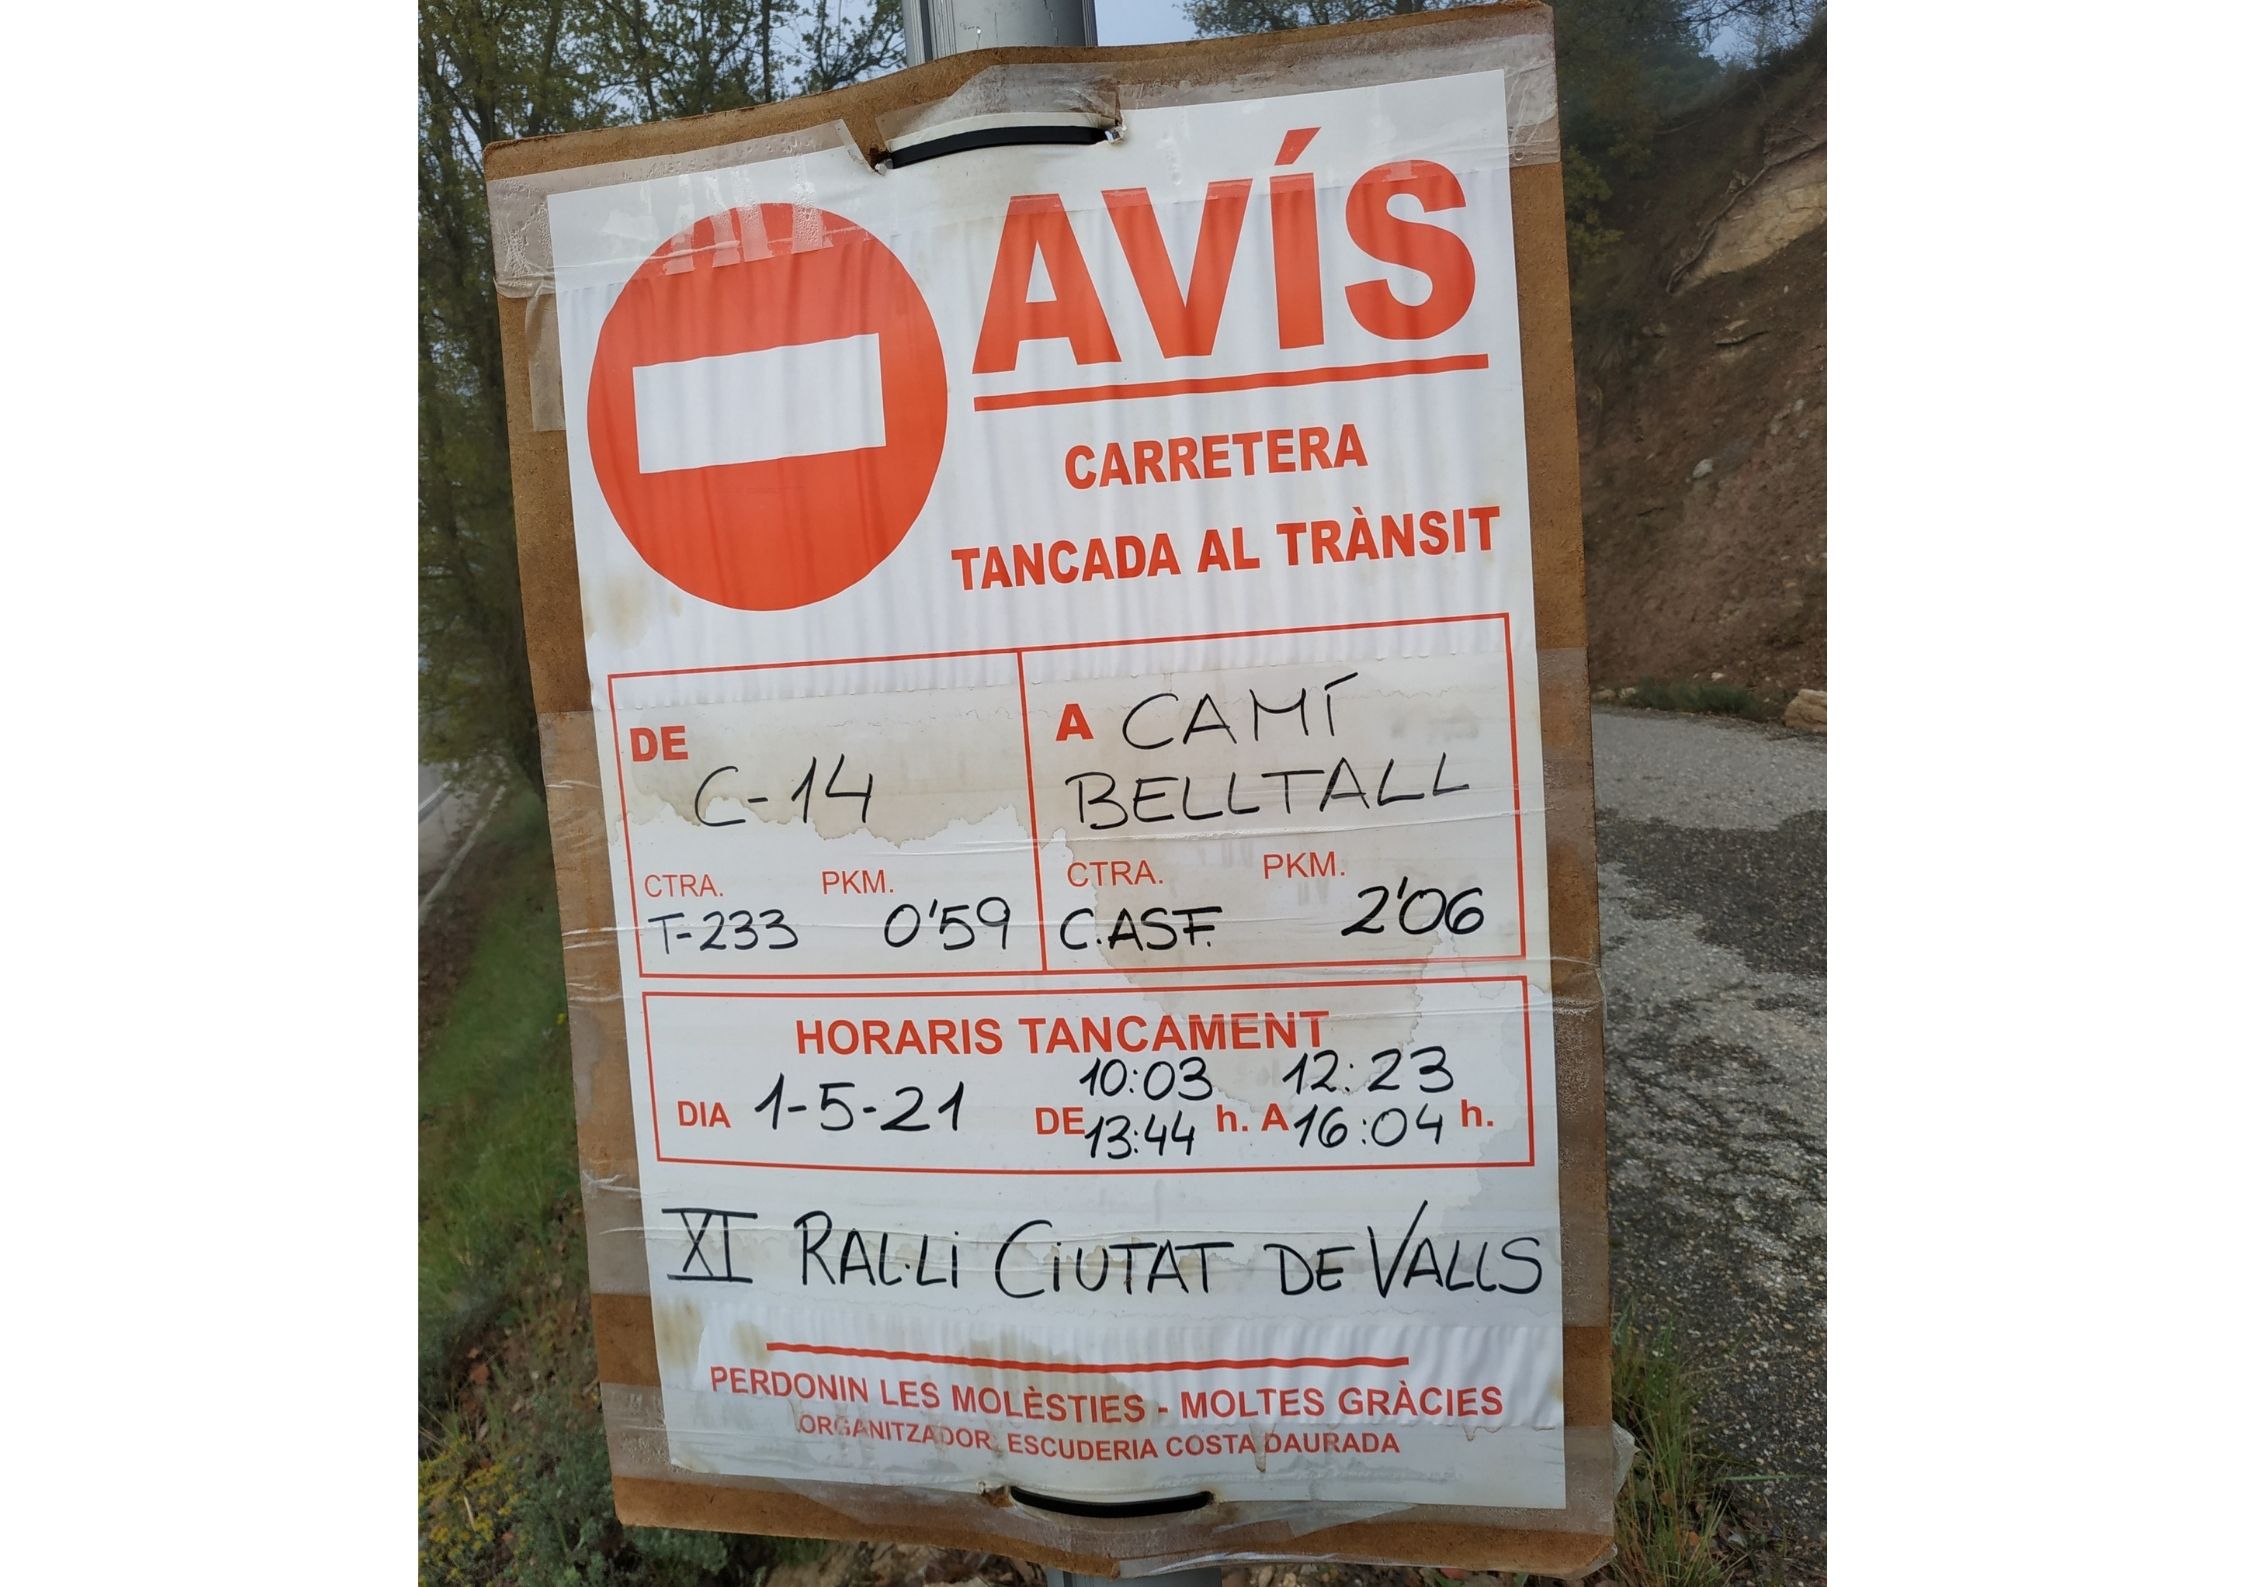 AVÍS
CARRETERA
TANCADA AL TRÀNSIT
DE
C-14
CTRA. PKM.
T-233 0'59
A CAMÍ
BELLTALL
CTRA. PKM.
C.ASF. 2'06
HORARIS TANCAMENT
10:03 12:23
DIA 1-5-21 DE h. A h.
13:44 16:04
XI RAL·LI CIUTAT DE VALLS
PERDONIN LES MOLÈSTIES - MOLTES GRÀCIES
ORGANITZADOR: ESCUDERIA COSTA DAURADA